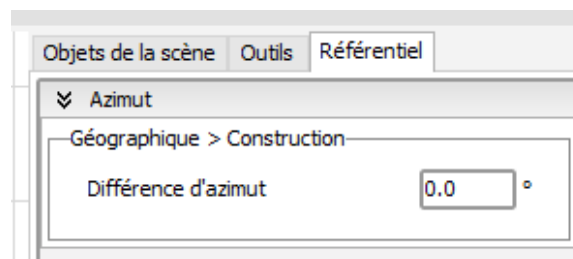 Objets de la scène Outils Référentiel
Azimut
Géographique > Construction
Différence d'azimut 0.0 °